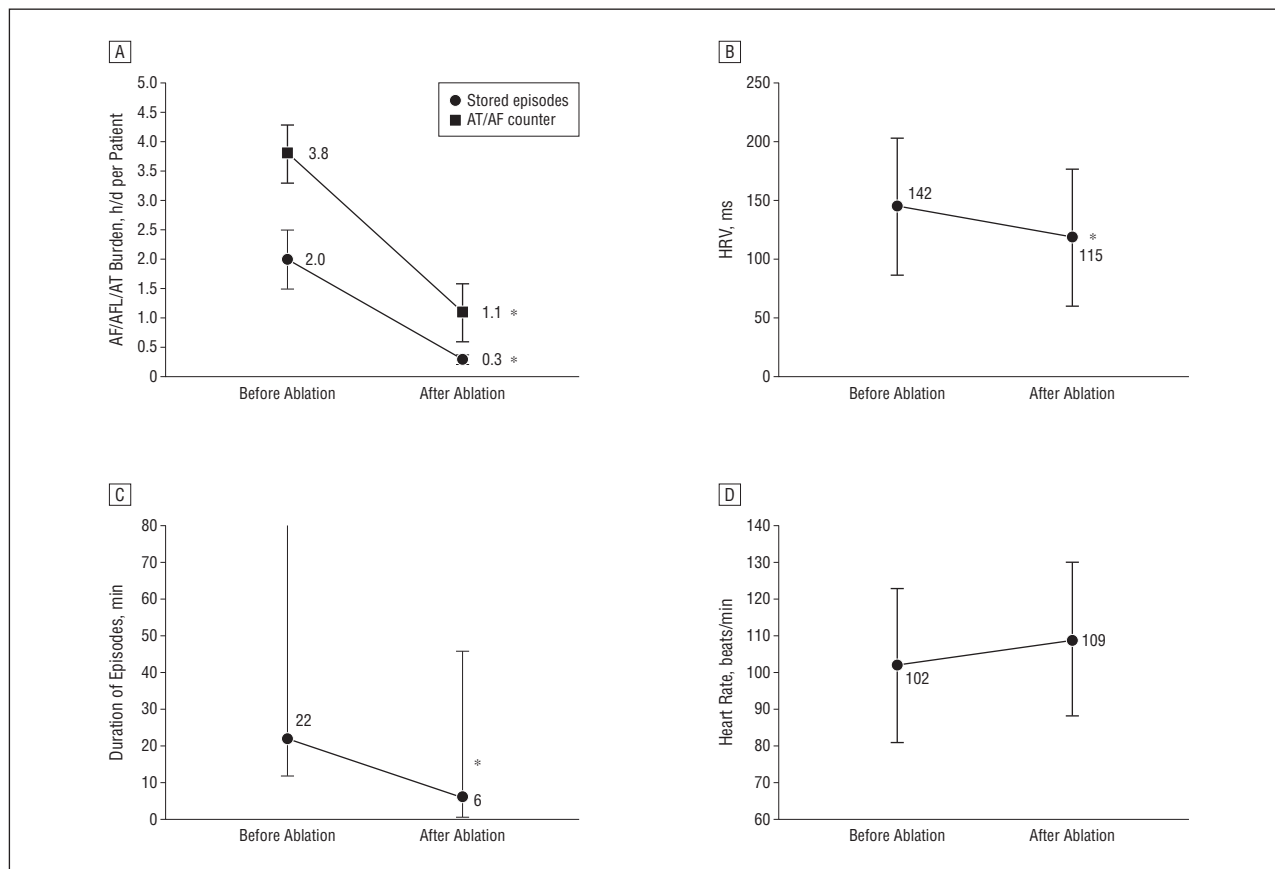 A
AF/AFL/AT Burden, h/d per Patient
5.0
4.5
4.0
3.5
3.0
2.5
2.0
1.5
1.0
0.5
0
Stored episodes
AT/AF counter
3.8
2.0
1.1 *
0.3 *
Before Ablation
After Ablation
B
HRV, ms
250
200
150
100
50
0
142
*
115
Before Ablation
After Ablation
C
Duration of Episodes, min
80
70
60
50
40
30
20
10
0
22
*
6
Before Ablation
After Ablation
D
Heart Rate, beats/min
140
130
120
110
100
90
80
70
60
102
109
Before Ablation
After Ablation